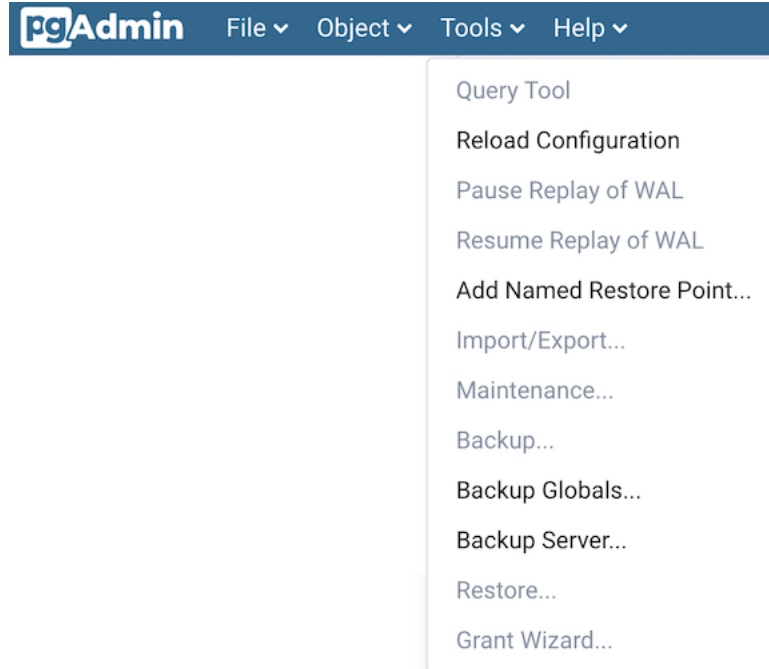 pgAdmin File Object Tools Help
Query Tool
Reload Configuration
Pause Replay of WAL
Resume Replay of WAL
Add Named Restore Point...
Import/Export...
Maintenance...
Backup...
Backup Globals...
Backup Server...
Restore...
Grant Wizard...